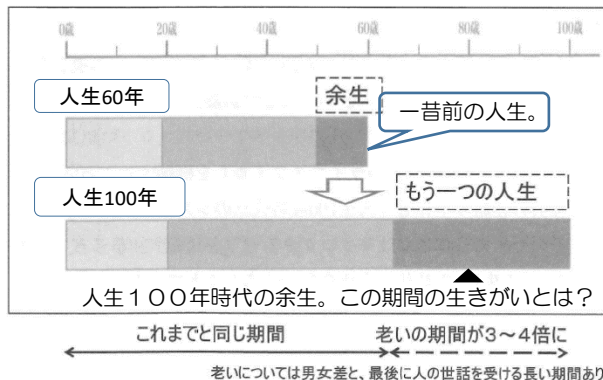 0歳 20歳 40歳 60歳 80歳 100歳
人生60年
余生
一昔前の人生。
人生100年
もう一つの人生
人生１００年時代の余生。この期間の生きがいとは？
これまでと同じ期間
老いの期間が3～4倍に
老いについては男女差と、最後に人の世話を受ける長い期間あり